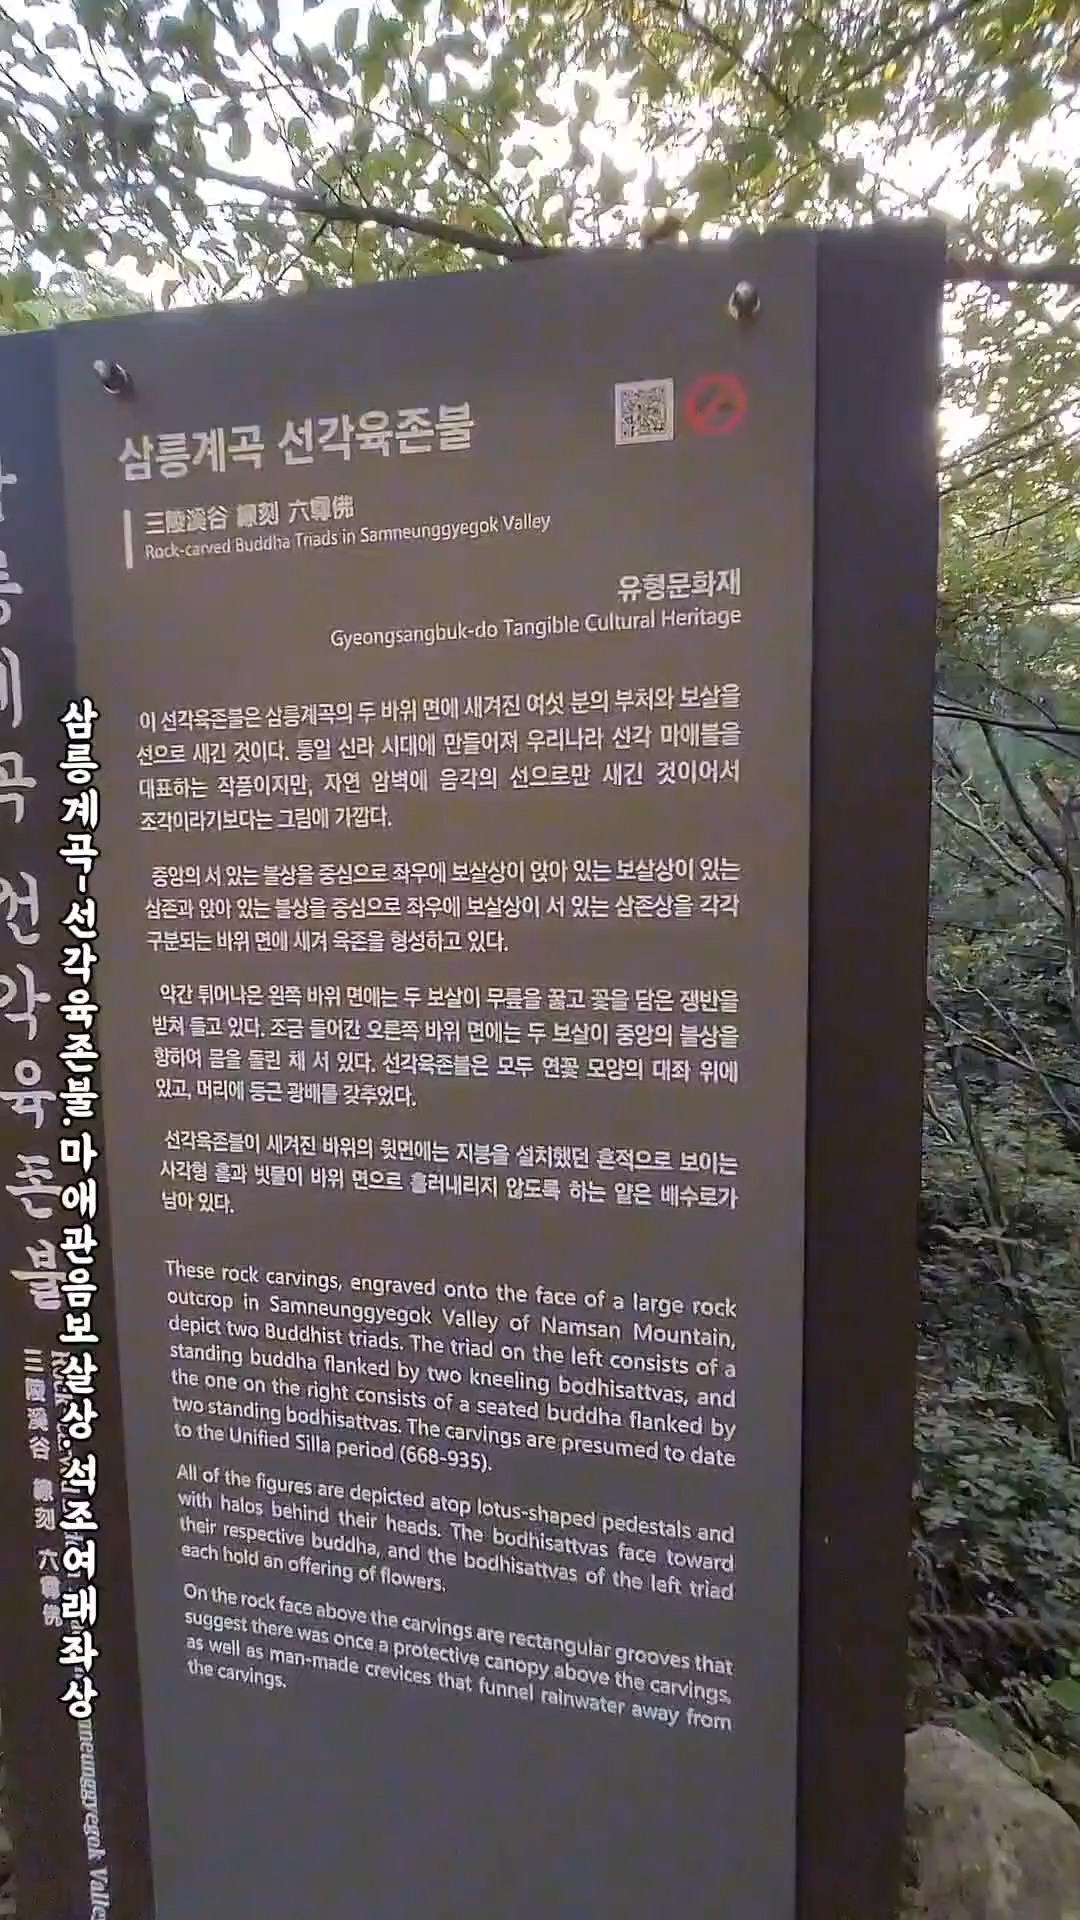 삼릉계곡 선각육존불
三陵溪谷 線刻 六尊佛
Rock-carved Buddha Triads in Samneunggyegok Valley
유형문화재
Gyeongsangbuk-do Tangible Cultural Heritage
이 선각육존불은 삼릉계곡의 두 바위 면에 새겨진 여섯 분의 부처와 보살을
선으로 새긴 것이다. 통일 신라 시대에 만들어져 우리나라 선각 마애불을
대표하는 작품이지만, 자연 암벽에 음각의 선으로만 새긴 것이어서
조각이라기보다는 그림에 가깝다.
중앙의 서 있는 불상을 중심으로 좌우에 보살상이 앉아 있는 보살상이 있는
삼존과 앉아 있는 불상을 중심으로 좌우에 보살상이 서 있는 삼존상을 각각
구분되는 바위 면에 새겨 육존을 형성하고 있다.
약간 튀어나온 왼쪽 바위 면에는 두 보살이 무릎을 꿇고 꽃을 담은 쟁반을
받쳐 들고 있다. 조금 들어간 오른쪽 바위 면에는 두 보살이 중앙의 불상을
향하여 몸을 돌린 채 서 있다. 선각육존불은 모두 연꽃 모양의 대좌 위에
있고, 머리에 둥근 광배를 갖추었다.
선각육존불이 새겨진 바위의 윗면에는 지붕을 설치했던 흔적으로 보이는
사각형 홈과 빗물이 바위 면으로 흘러내리지 않도록 하는 얕은 배수로가
남아 있다.
These rock carvings, engraved onto the face of a large rock
outcrop in Samneunggyegok Valley of Namsan Mountain,
depict two Buddhist triads. The triad on the left consists of a
standing buddha flanked by two kneeling bodhisattvas, and
the one on the right consists of a seated buddha flanked by
two standing bodhisattvas. The carvings are presumed to date
to the Unified Silla period (668-935).
All of the figures are depicted atop lotus-shaped pedestals and
with halos behind their heads. The bodhisattvas face toward
their respective buddha, and the bodhisattvas of the left triad
each hold an offering of flowers.
On the rock face above the carvings are rectangular grooves that
suggest there was once a protective canopy above the carvings,
as well as man-made crevices that funnel rainwater away from
the carvings.
삼릉계곡-선각육존불.마애관음보살상.석조여래좌상
三陵溪谷 線刻 六尊佛